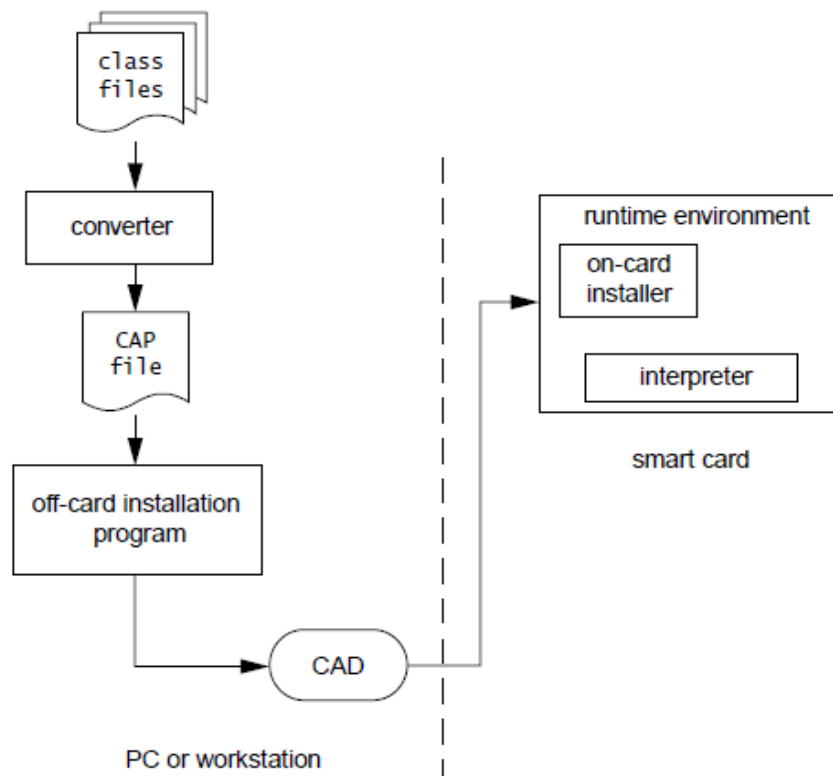 class
files
converter
CAP
file
off-card installation
program
CAD
PC or workstation
runtime environment
on-card
installer
interpreter
smart card